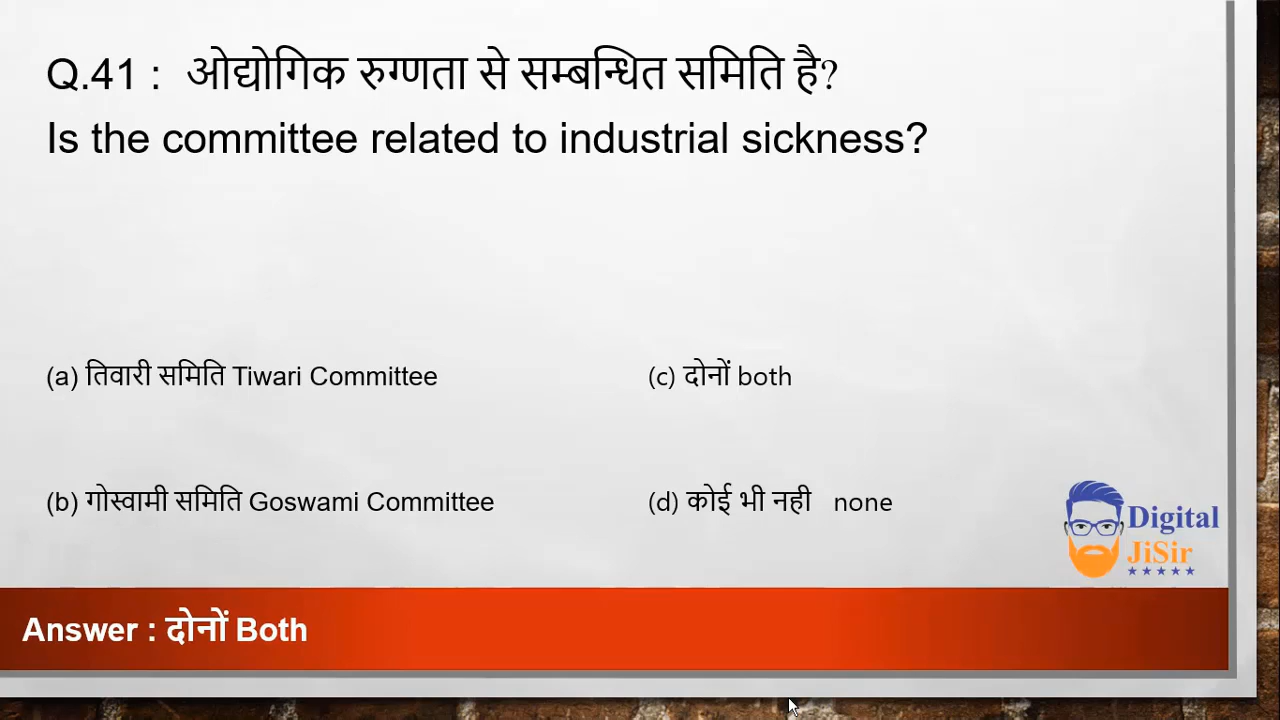 Q.41 : ओद्योगिक रुग्णता से सम्बन्धित समिति है?
Is the committee related to industrial sickness?
(a) तिवारी समिति Tiwari Committee
(c) दोनों both
(b) गोस्वामी समिति Goswami Committee
(d) कोई भी नही none
Digital
JiSir
Answer : दोनों Both